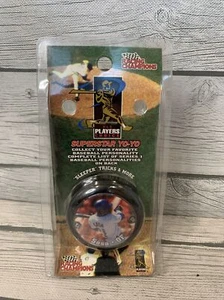 RACING CHAMPIONS
PLAYERS
CHOICE
SUPERSTAR YO-YO
COLLECT YOUR FAVORITE
BASEBALL PERSONALITY
COMPLETE LIST OF SERIES 1
BASEBALL PERSONALITIES
ON BACK
SLEEPER TRICKS & MORE
RACING CHAMPIONS